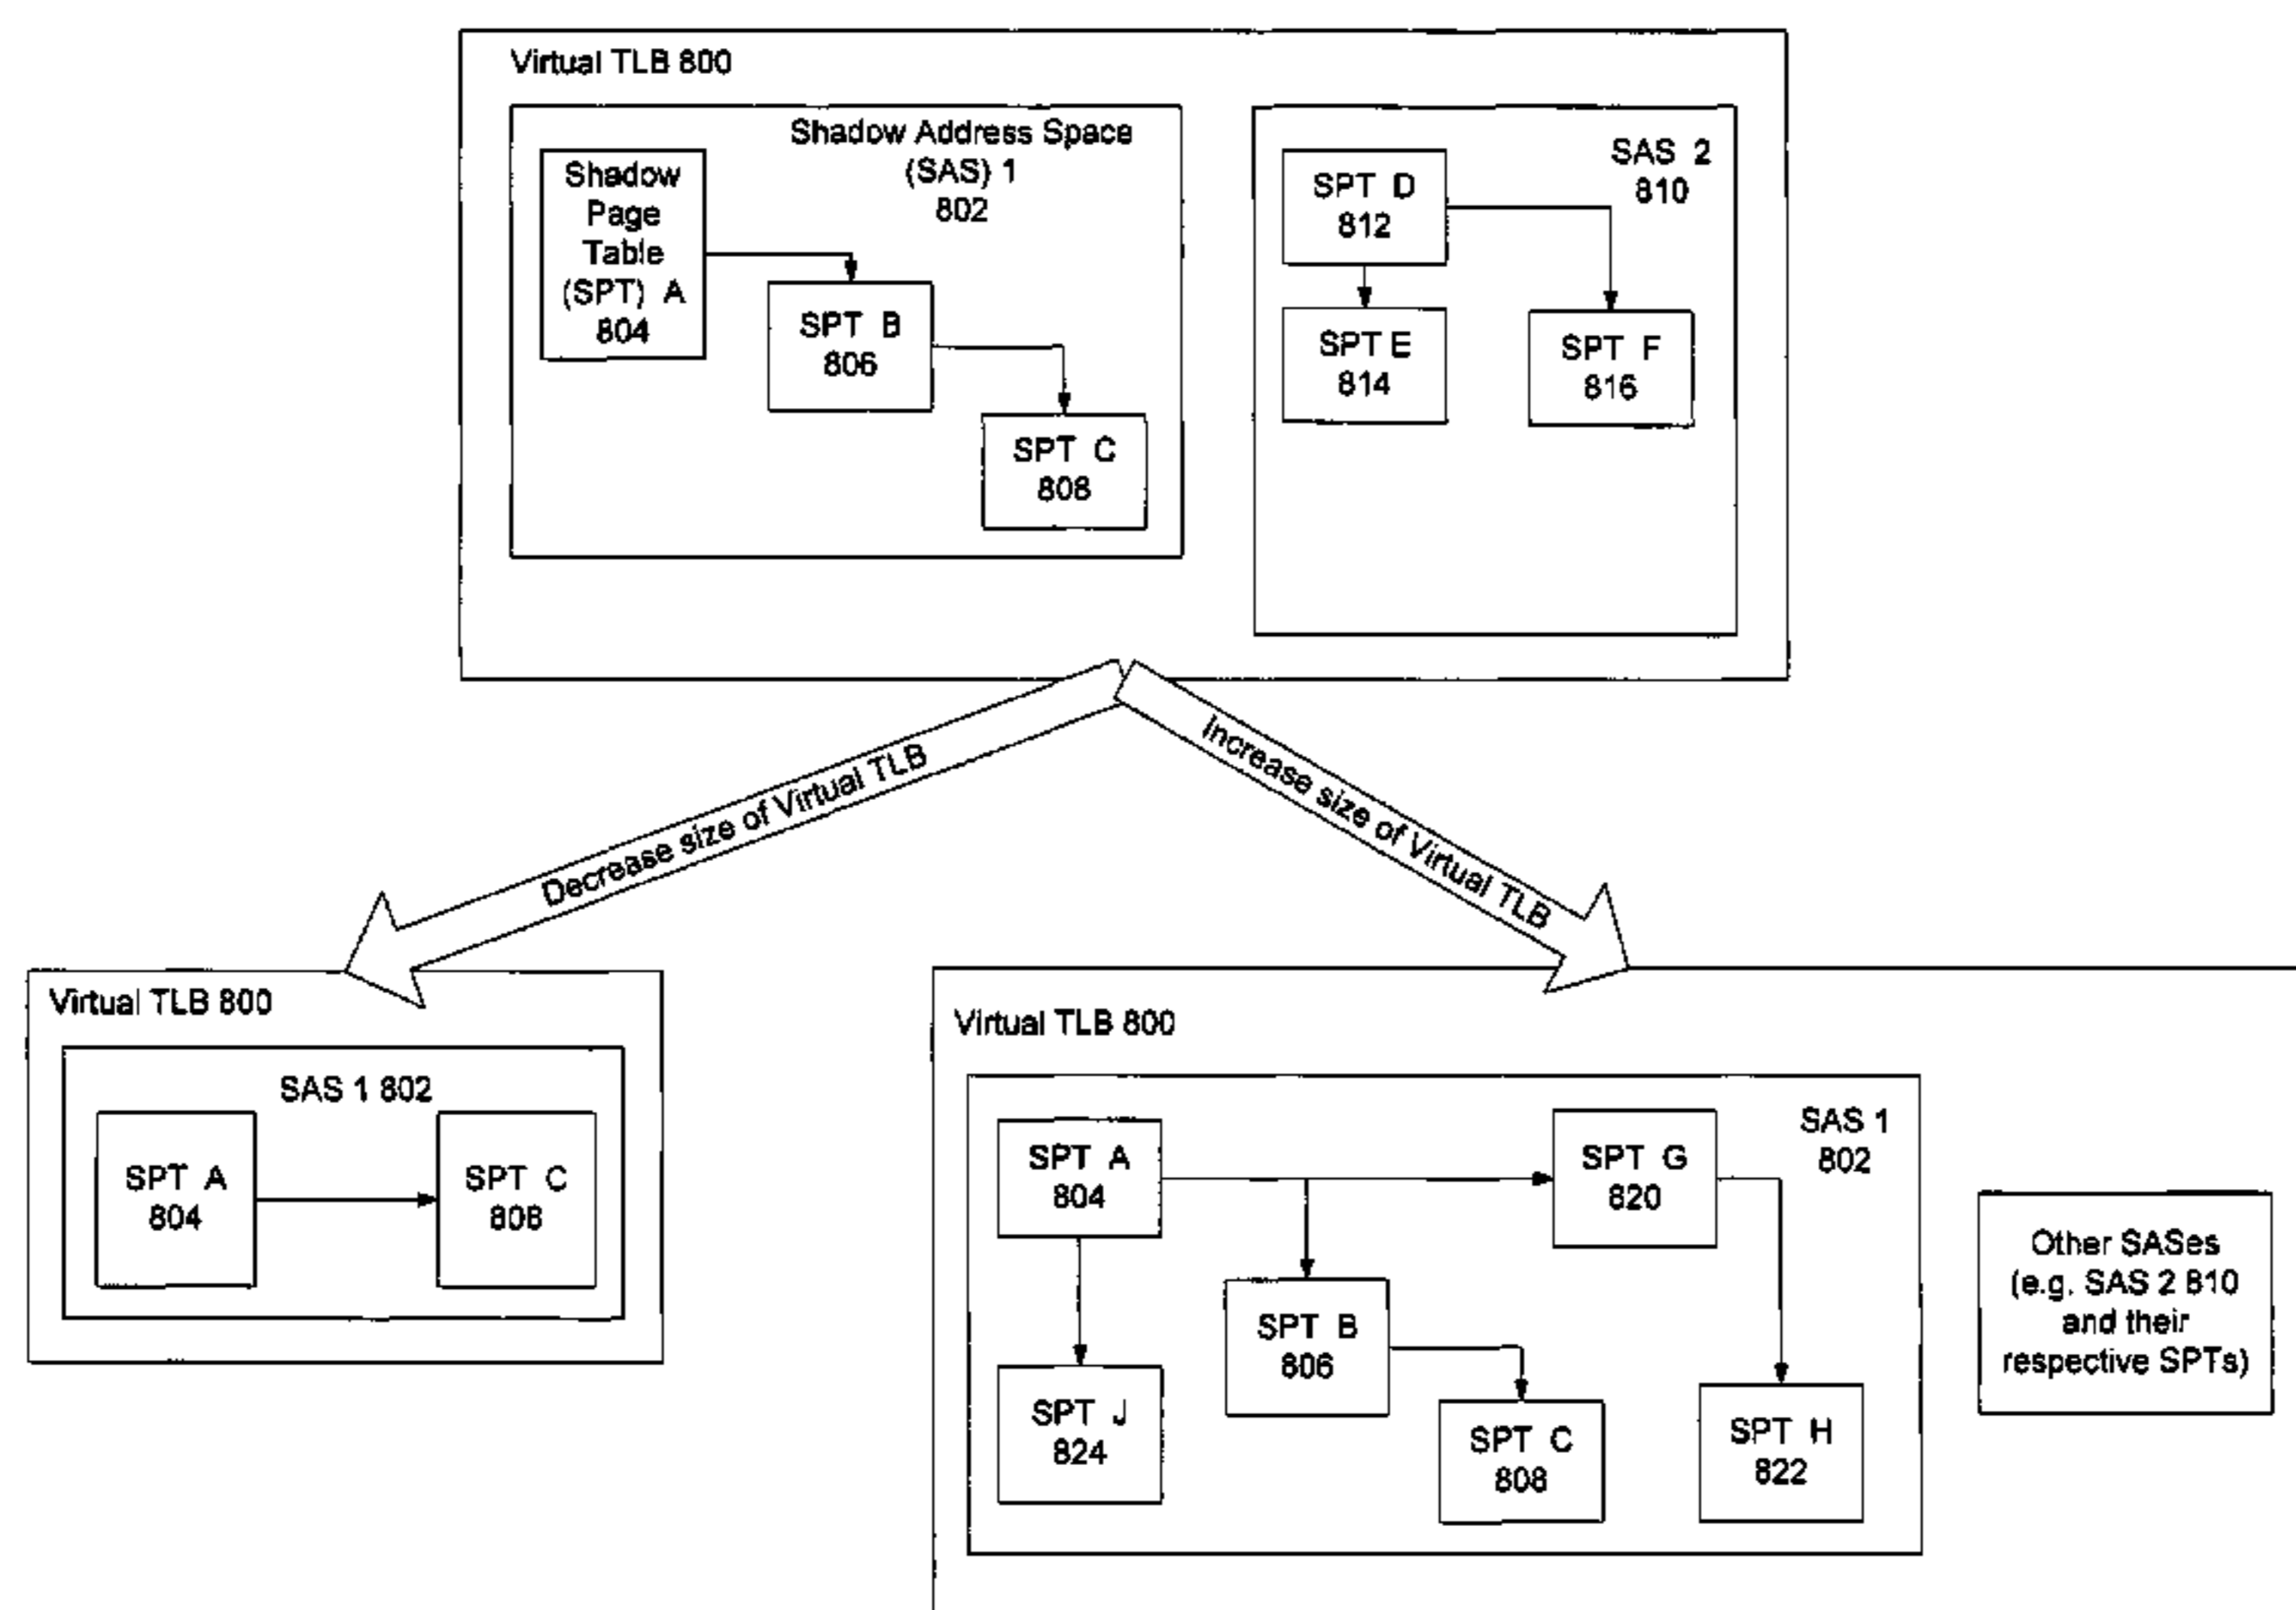 Virtual TLB 800
Shadow Address Space
(SAS) 1
802
Shadow
Page
Table
(SPT) A
804
SPT B
806
SPT C
808
SAS 2
810
SPT D
812
SPT E
814
SPT F
816
Decrease size of Virtual TLB
Increase size of Virtual TLB
Virtual TLB 800
SAS 1 802
SPT A
804
SPT C
808
Virtual TLB 800
SAS 1
802
SPT A
804
SPT G
820
SPT B
806
SPT J
824
SPT C
808
SPT H
822
Other SASes
(e.g. SAS 2 810
and their
respective SPTs)